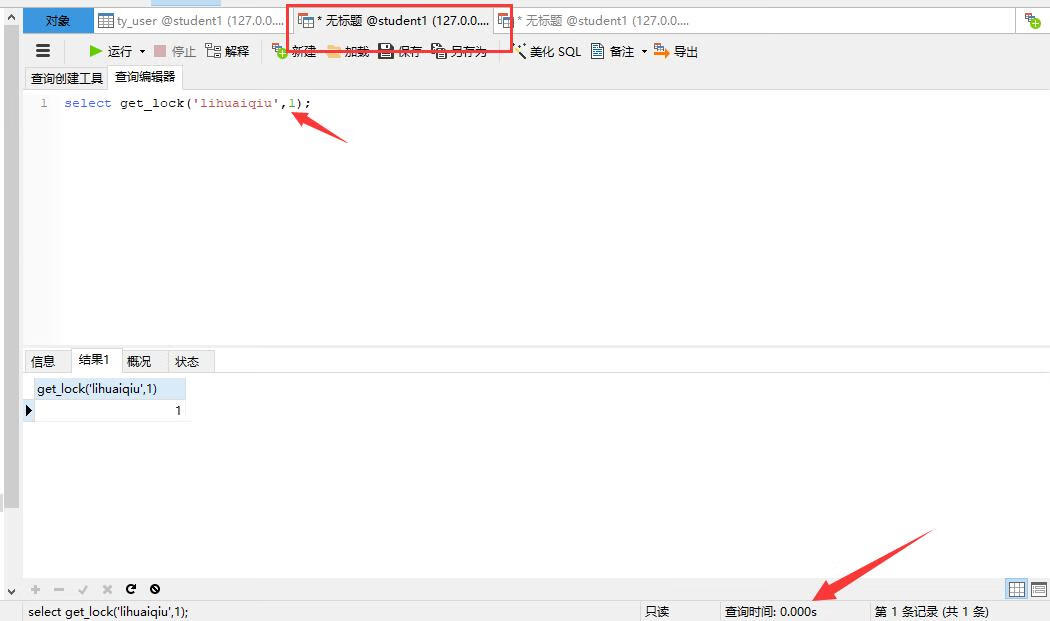 对象 ty_user @student1 (127.0.0.... * 无标题 @student1 (127.0.0.... * 无标题 @student1 (127.0.0....
运行 停止 解释 新建 加载 保存 另存为 美化 SQL 备注 导出
查询创建工具 查询编辑器
1 select get_lock('lihuaiqiu',1);
信息 结果1 概况 状态
get_lock('lihuaiqiu',1)
1
select get_lock('lihuaiqiu',1); 只读 查询时间: 0.000s 第 1 条记录 (共 1 条)